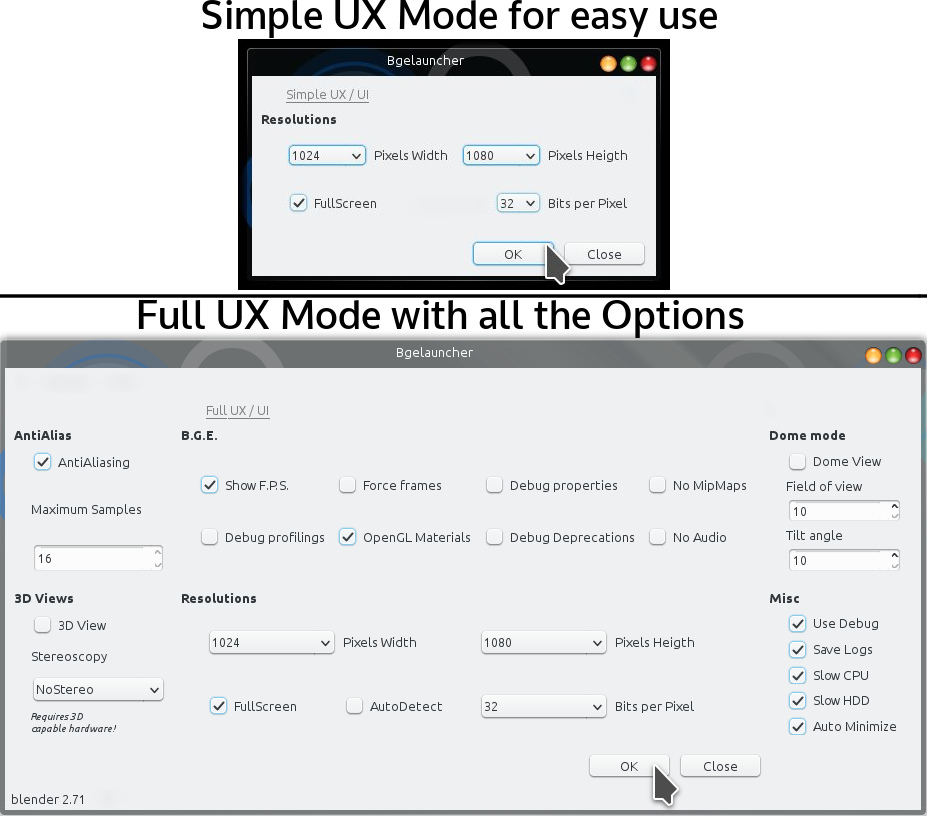 Simple UX Mode for easy use
Bgelauncher
Simple UX / UI
Resolutions
1024 Pixels Width 1080 Pixels Heigth
FullScreen 32 Bits per Pixel
OK Close
Full UX Mode with all the Options
Bgelauncher
Full UX / UI
AntiAlias B.G.E. Dome mode
AntiAliasing Dome View
Show F.P.S. Force frames Debug properties No MipMaps Field of view
Maximum Samples 10
Debug profilings OpenGL Materials Debug Deprecations No Audio Tilt angle
16 10
3D Views Resolutions Misc
3D View Use Debug
1024 Pixels Width 1080 Pixels Heigth Save Logs
Stereoscopy Slow CPU
NoStereo Slow HDD
FullScreen AutoDetect 32 Bits per Pixel
Requires 3D Auto Minimize
capable hardware!
OK Close
blender 2.71